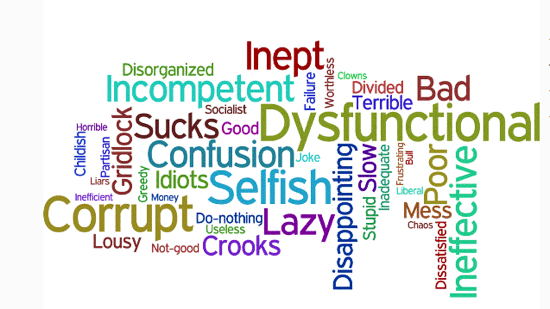 Inept
Disorganized
Clowns
Worthless
Failure
Incompetent
Divided
Bad
Terrible
Socialist
Dysfunctional
Gridlock
Sucks
Good
Horrible
Childish
Partisan
Confusion
Joke
Disappointing
Slow
Inadequate
Frustrating
Bull
Poor
Ineffective
Liars
Greedy
Idiots
Selfish
Stupid
Liberal
Inefficient
Money
Corrupt
Do-nothing
Lazy
Mess
Useless
Chaos
Lousy
Not-good
Crooks
Dissatisfied